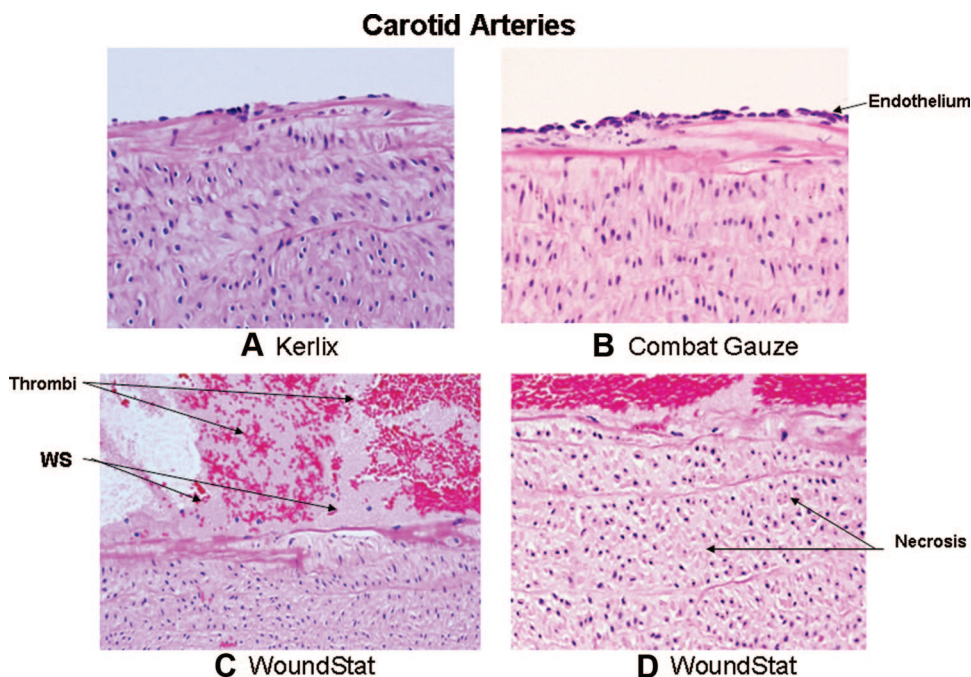 Carotid Arteries
Endothelium
A Kerlix
B Combat Gauze
Thrombi
WS
Necrosis
C WoundStat
D WoundStat